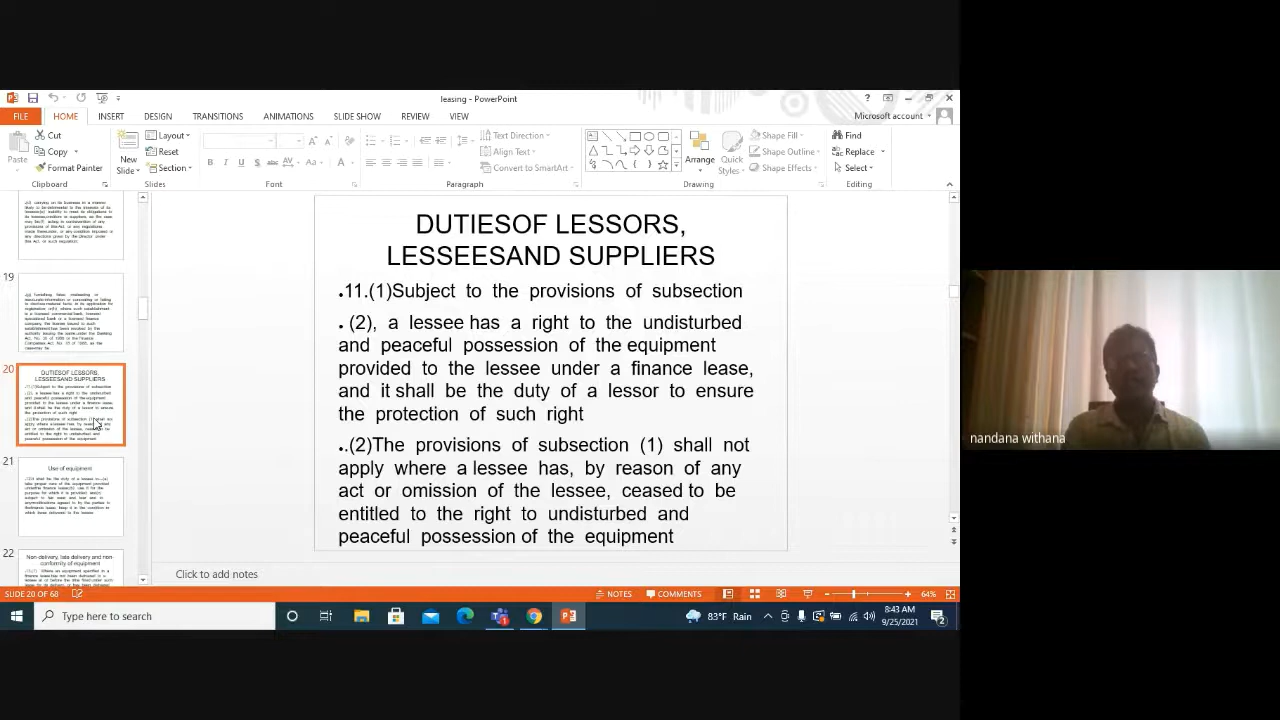 leasing - PowerPoint
FILE HOME INSERT DESIGN TRANSITIONS ANIMATIONS SLIDE SHOW REVIEW VIEW Microsoft account
Cut
Copy
Format Painter
Paste
Clipboard
New Slide
Layout
Reset
Section
Slides
Font
Text Direction
Align Text
Convert to SmartArt
Paragraph
Arrange
Quick Styles
Shape Fill
Shape Outline
Shape Effects
Drawing
Find
Replace
Select
Editing
19
20
DUTIESOF LESSORS,
LESSEESAND SUPPLIERS
21
Use of equipment
22
Non-delivery, late delivery and non-
conformity of equipment
DUTIESOF LESSORS,
LESSEESAND SUPPLIERS
•11.(1)Subject to the provisions of subsection
• (2), a lessee has a right to the undisturbed
and peaceful possession of the equipment
provided to the lessee under a finance lease,
and it shall be the duty of a lessor to ensure
the protection of such right
•.(2)The provisions of subsection (1) shall not
apply where a lessee has, by reason of any
act or omission of the lessee, ceased to be
entitled to the right to undisturbed and
peaceful possession of the equipment
Click to add notes
SLIDE 20 OF 68
NOTES COMMENTS 64%
Type here to search
83°F Rain
8:43 AM
9/25/2021
2
nandana withana